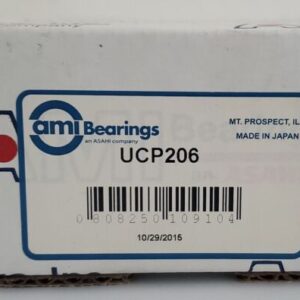 ami Bearings
an ASAHI company
MT. PROSPECT, IL
MADE IN JAPAN
UCP206
0 808250 109104
10/29/2015